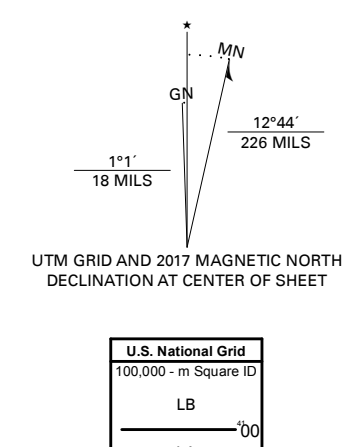 ★
MN
GN
12°44´
226 MILS
1°1´
18 MILS
UTM GRID AND 2017 MAGNETIC NORTH
DECLINATION AT CENTER OF SHEET
U.S. National Grid
100,000 - m Square ID
LB
⁴¹00